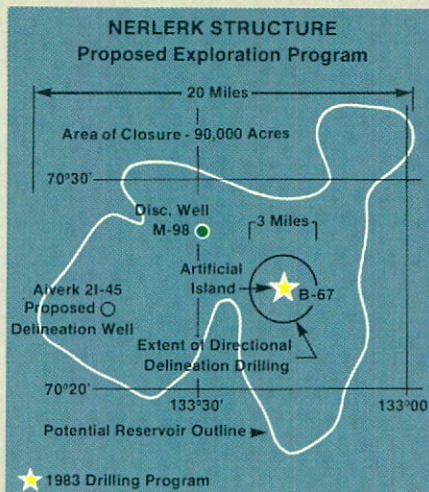 NERLERK STRUCTURE
Proposed Exploration Program
20 Miles
Area of Closure - 90,000 Acres
70°30'
Disc. Well
M-98
3 Miles
Artificial
Island
B-67
Aiverk 2I-45
Proposed
Delineation Well
Extent of Directional
Delineation Drilling
70°20'
133°30'
133°00'
Potential Reservoir Outline
1983 Drilling Program